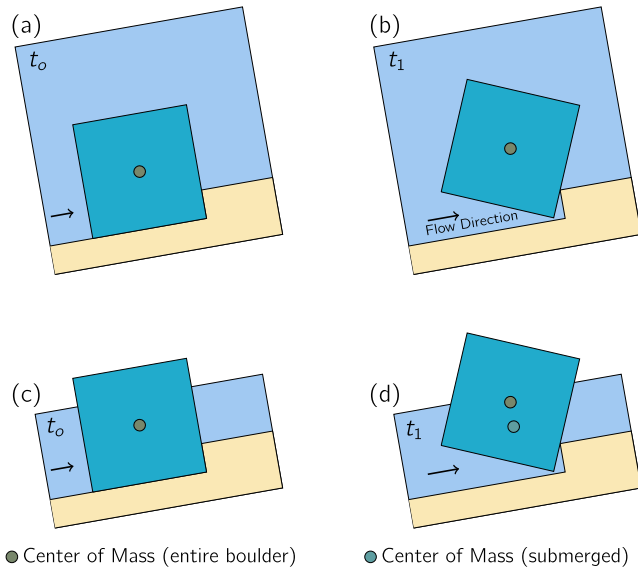 (a)
t_o
(b)
t_1
Flow Direction
(c)
t_o
(d)
t_1
Center of Mass (entire boulder)
Center of Mass (submerged)